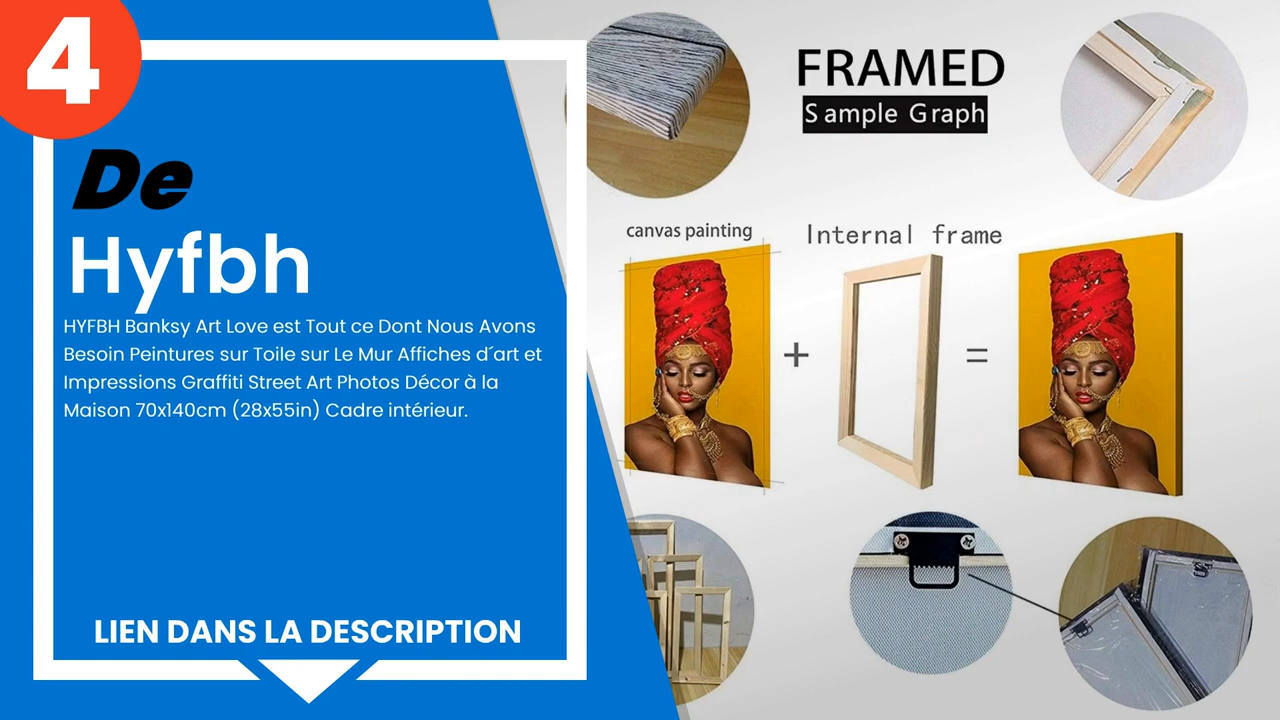 4
De
Hyfbh
HYFBH Banksy Art Love est Tout ce Dont Nous Avons
Besoin Peintures sur Toile sur Le Mur Affiches d´art et
Impressions Graffiti Street Art Photos Décor à la
Maison 70x140cm (28x55in) Cadre intérieur.
LIEN DANS LA DESCRIPTION
FRAMED
Sample Graph
canvas painting
Internal frame
+
=